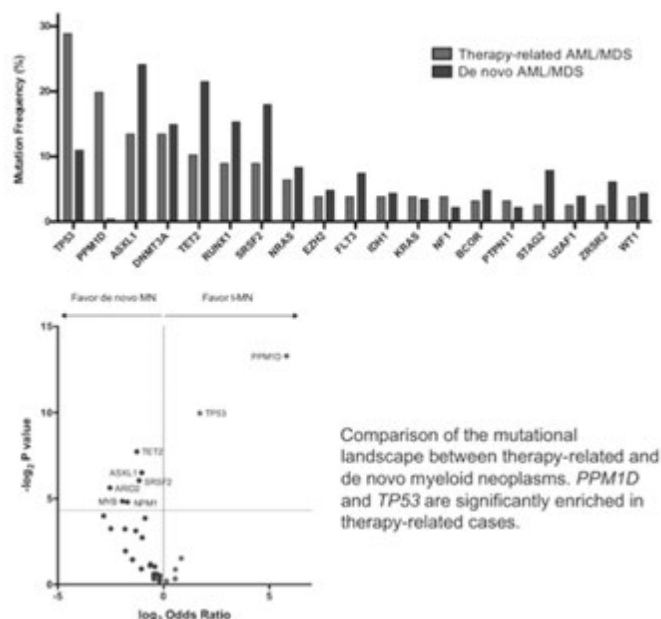 30
20
10
0
Mutation Frequency (%)
Therapy-related AML/MDS
De novo AML/MDS
TP53
PPM1D
ASXL1
DNMT3A
TET2
RUNX1
SRSF2
NRAS
EZH2
FLT3
IDH1
KRAS
NF1
BCOR
PTPN11
STAG2
U2AF1
ZRSR2
WT1
Favor de novo MN
Favor t-MN
15
10
5
0
-log2 P value
PPM1D
TP53
TET2
ASXL1
SRSF2
ARID2
MYB
NPM1
-5
0
5
log2 Odds Ratio
Comparison of the mutational
landscape between therapy-related and
de novo myeloid neoplasms. PPM1D
and TP53 are significantly enriched in
therapy-related cases.